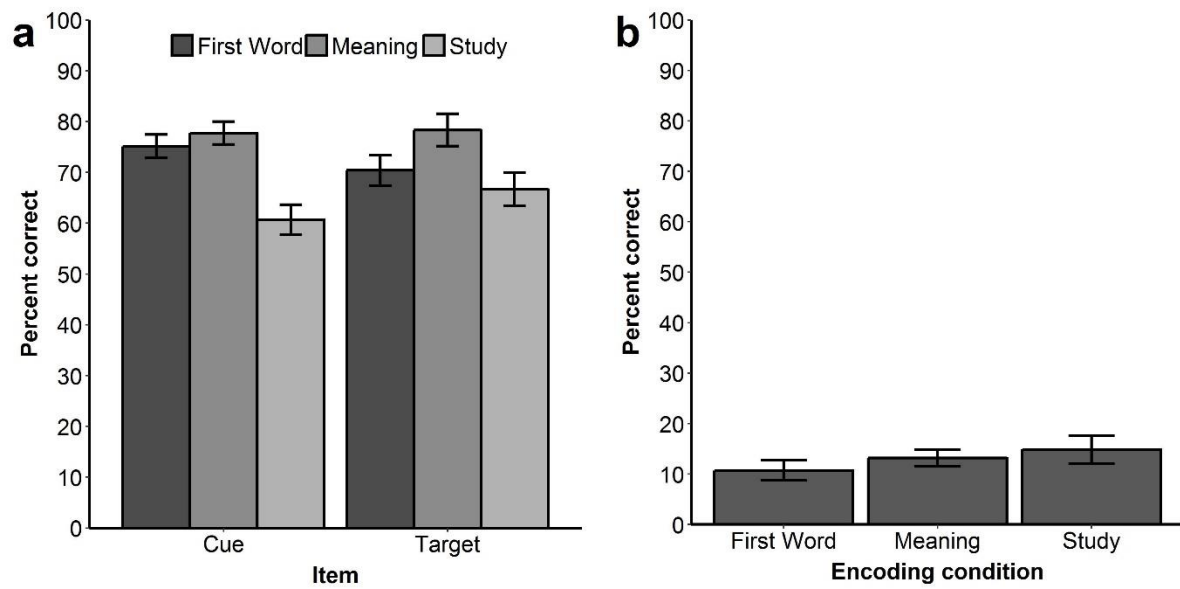 a
First Word Meaning Study
Percent correct
100
90
80
70
60
50
40
30
20
10
0
Cue Target
Item
b
Percent correct
100
90
80
70
60
50
40
30
20
10
0
First Word Meaning Study
Encoding condition